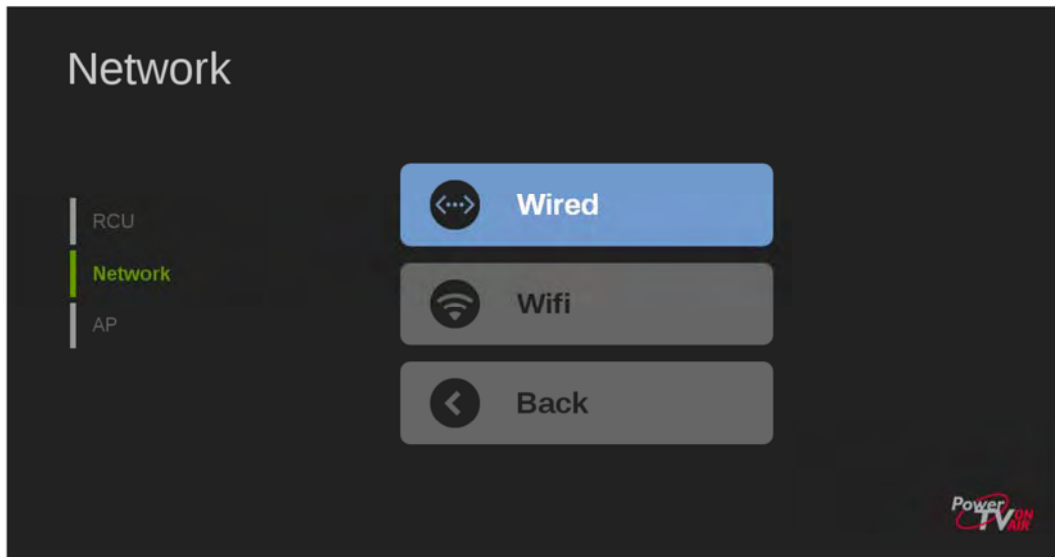 Network
RCU
Network
AP
Wired
Wifi
Back
Power
TV ON
AIR